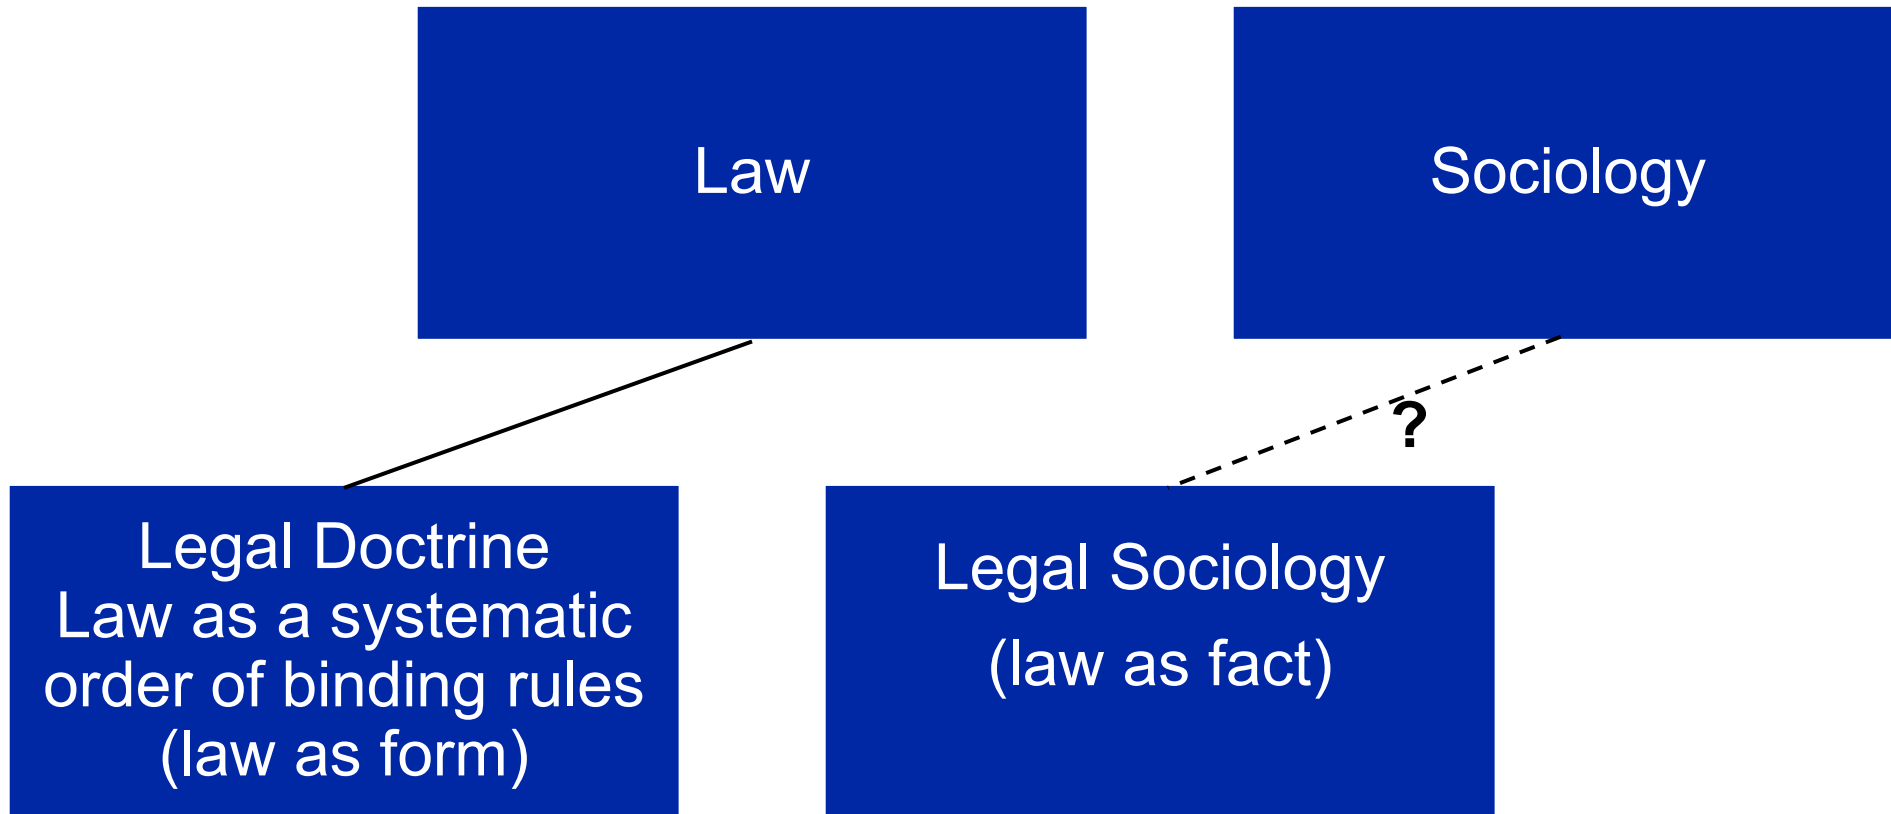 Law
Sociology
?
Legal Doctrine
Law as a systematic
order of binding rules
(law as form)
Legal Sociology
(law as fact)